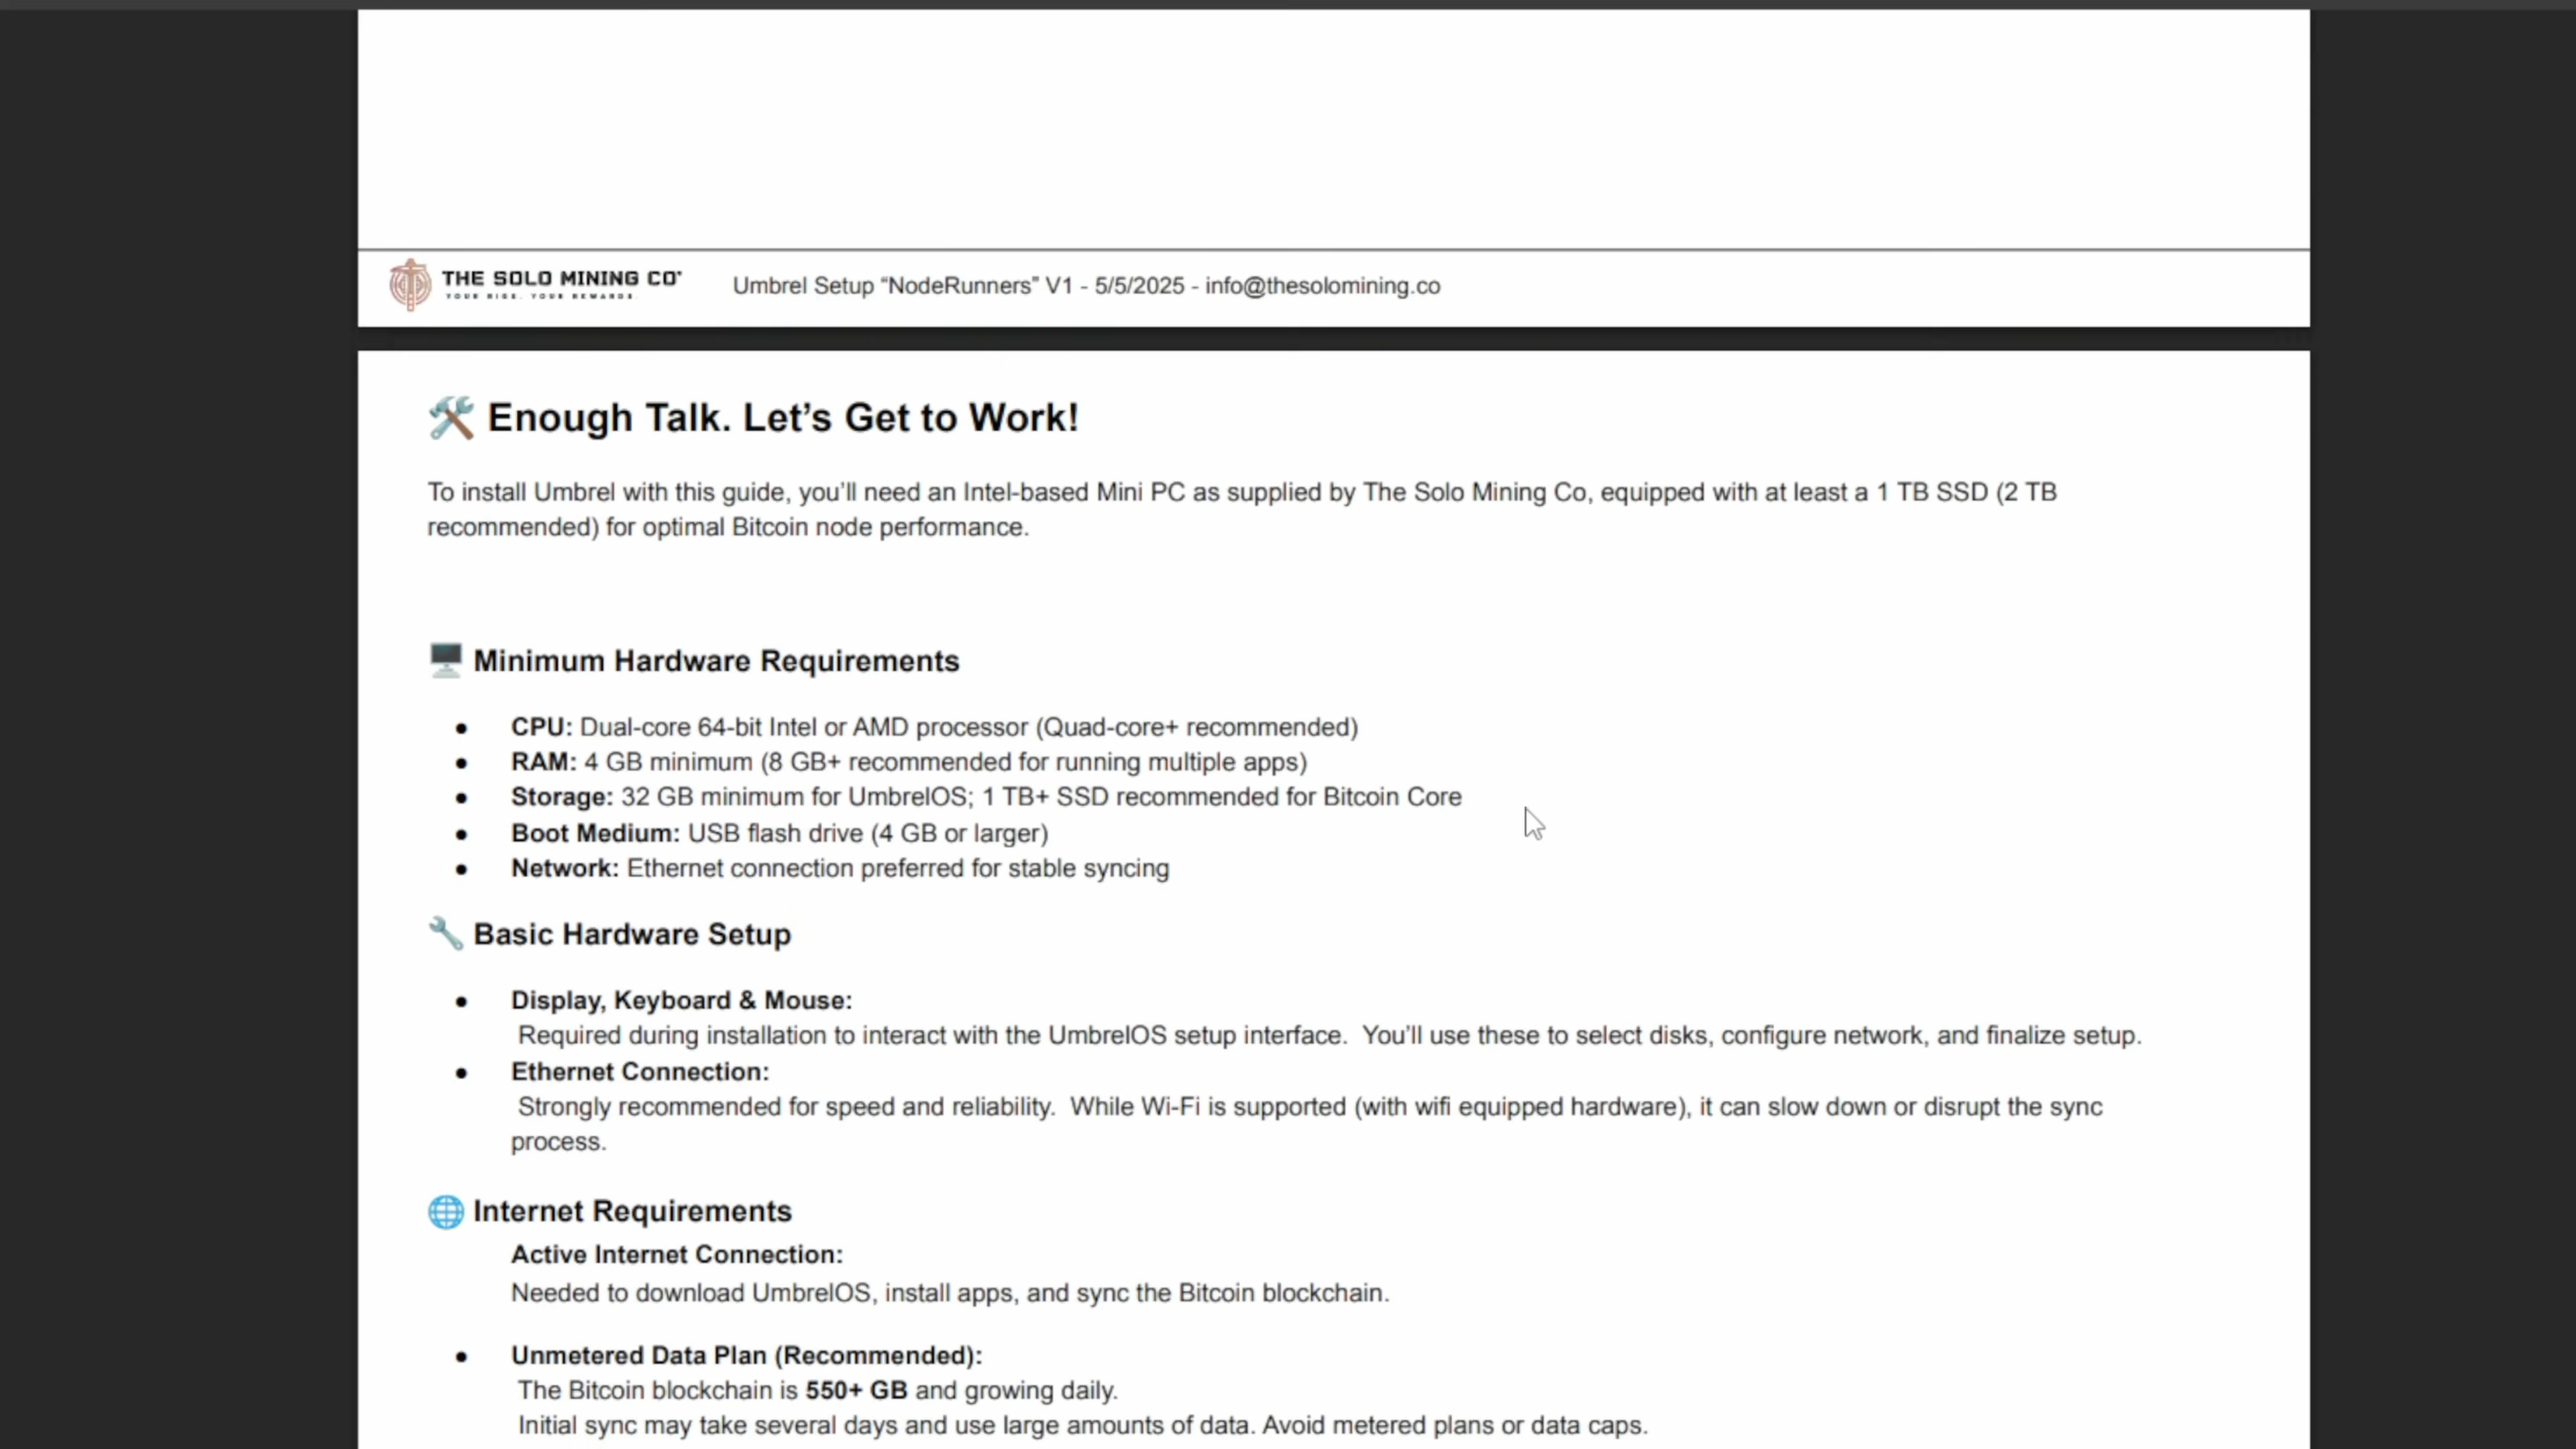 THE SOLO MINING CO
YOUR RIGS. YOUR REWARDS.
Umbrel Setup “NodeRunners” V1 - 5/5/2025 - info@thesolomining.co
Enough Talk. Let’s Get to Work!
To install Umbrel with this guide, you’ll need an Intel-based Mini PC as supplied by The Solo Mining Co, equipped with at least a 1 TB SSD (2 TB
recommended) for optimal Bitcoin node performance.
Minimum Hardware Requirements
● CPU: Dual-core 64-bit Intel or AMD processor (Quad-core+ recommended)
● RAM: 4 GB minimum (8 GB+ recommended for running multiple apps)
● Storage: 32 GB minimum for UmbrelOS; 1 TB+ SSD recommended for Bitcoin Core
● Boot Medium: USB flash drive (4 GB or larger)
● Network: Ethernet connection preferred for stable syncing
Basic Hardware Setup
● Display, Keyboard & Mouse:
Required during installation to interact with the UmbrelOS setup interface. You’ll use these to select disks, configure network, and finalize setup.
● Ethernet Connection:
Strongly recommended for speed and reliability. While Wi-Fi is supported (with wifi equipped hardware), it can slow down or disrupt the sync
process.
Internet Requirements
Active Internet Connection:
Needed to download UmbrelOS, install apps, and sync the Bitcoin blockchain.
● Unmetered Data Plan (Recommended):
The Bitcoin blockchain is 550+ GB and growing daily.
Initial sync may take several days and use large amounts of data. Avoid metered plans or data caps.